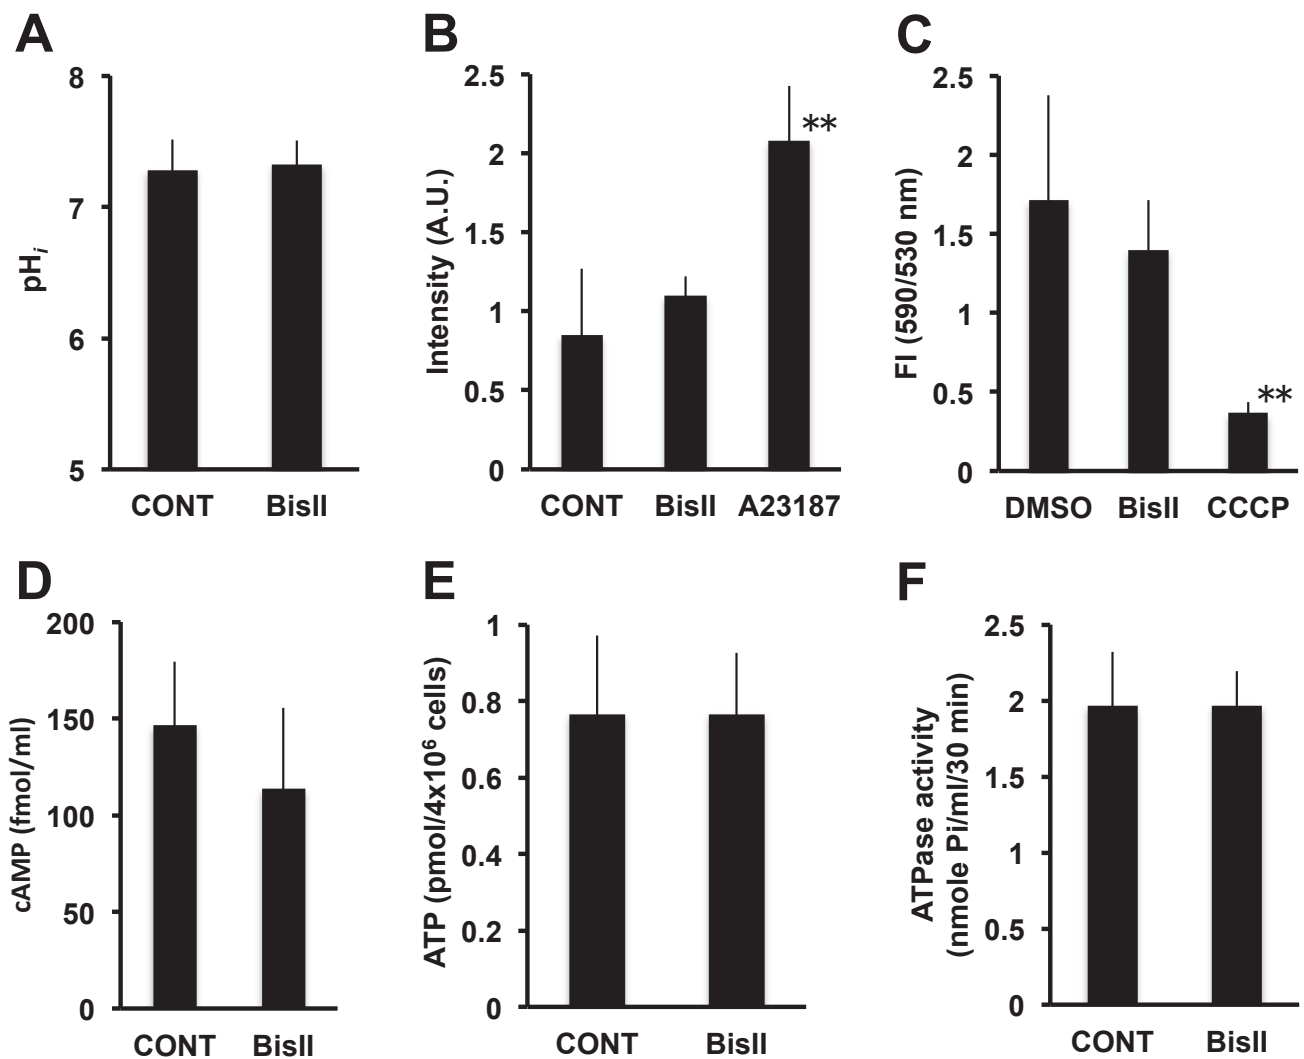 A
8
7
6
5
pHi
CONT BisII
B
2.5
2
1.5
1
0.5
0
Intensity (A.U.)
**
CONT BisII A23187
C
2.5
2
1.5
1
0.5
0
FI (590/530 nm)
**
DMSO BisII CCCP
D
200
150
100
50
0
cAMP (fmol/ml)
CONT BisII
E
1
0.8
0.6
0.4
0.2
0
ATP (pmol/4x10⁶ cells)
CONT BisII
F
2.5
2
1.5
1
0.5
0
ATPase activity
(nmole Pi/ml/30 min)
CONT BisII